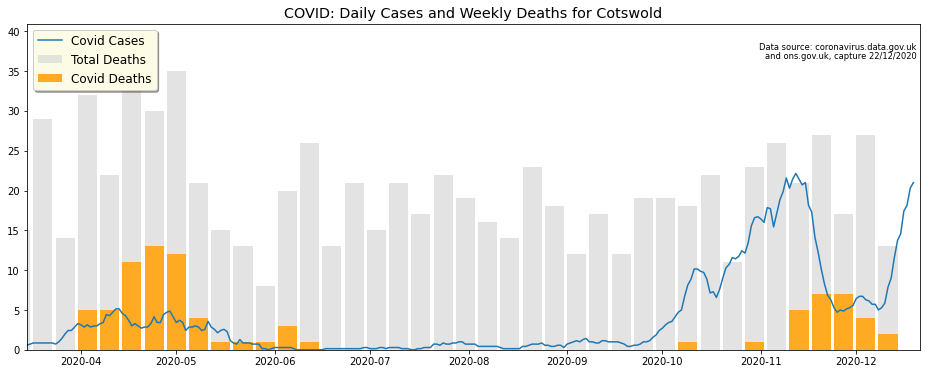 COVID: Daily Cases and Weekly Deaths for Cotswold
Covid Cases
Total Deaths
Covid Deaths
Data source: coronavirus.data.gov.uk
and ons.gov.uk, capture 22/12/2020
40
35
30
25
20
15
10
5
0
2020-04 2020-05 2020-06 2020-07 2020-08 2020-09 2020-10 2020-11 2020-12